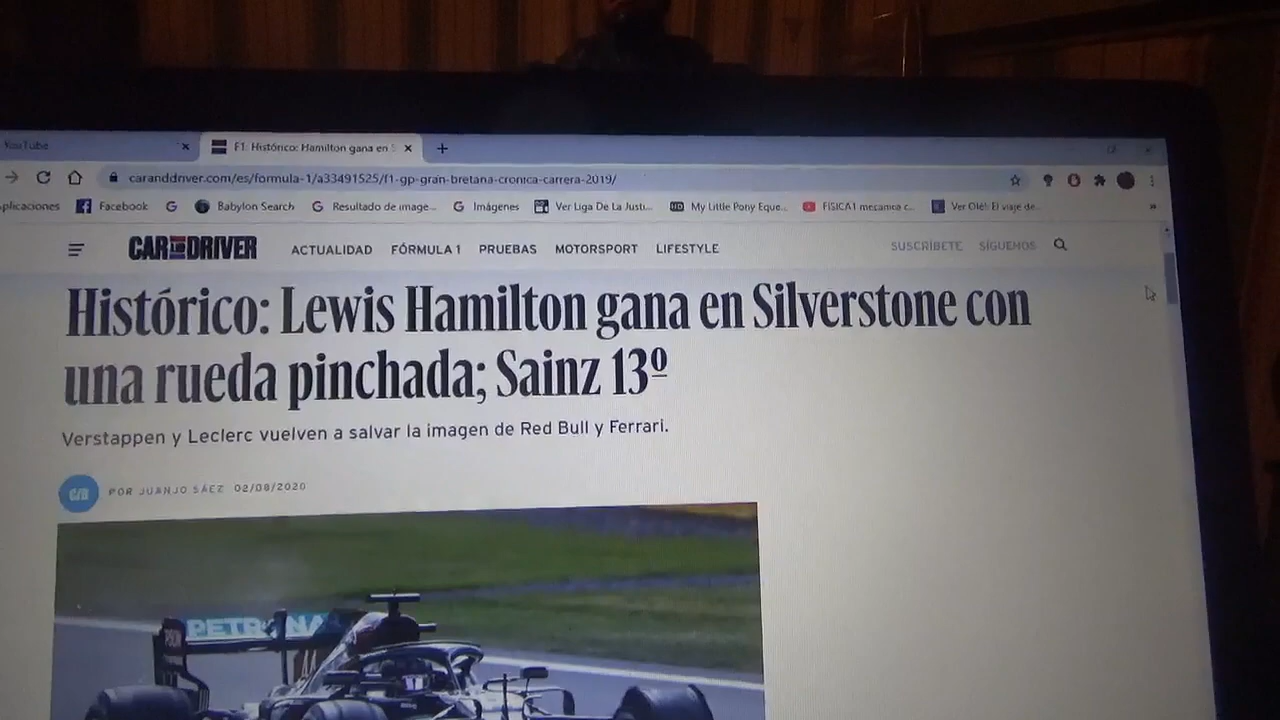 YouTube
F1: Histórico: Hamilton gana en S
caranddriver.com/es/formula-1/a33491525/f1-gp-gran-bretana-cronica-carrera-2019/
plicaciones Facebook Babylon Search Resultado de image... Imágenes Ver Liga De La Justi... My Little Pony Eque... FISICA1 mecanica c... Ver Olé! El viaje de...
CAR AND DRIVER ACTUALIDAD FÓRMULA 1 PRUEBAS MOTORSPORT LIFESTYLE SUSCRÍBETE SÍGUENOS
Histórico: Lewis Hamilton gana en Silverstone con
una rueda pinchada; Sainz 13º
Verstappen y Leclerc vuelven a salvar la imagen de Red Bull y Ferrari.
C/D POR JUANJO SÁEZ 02/08/2020
PETRONA
44